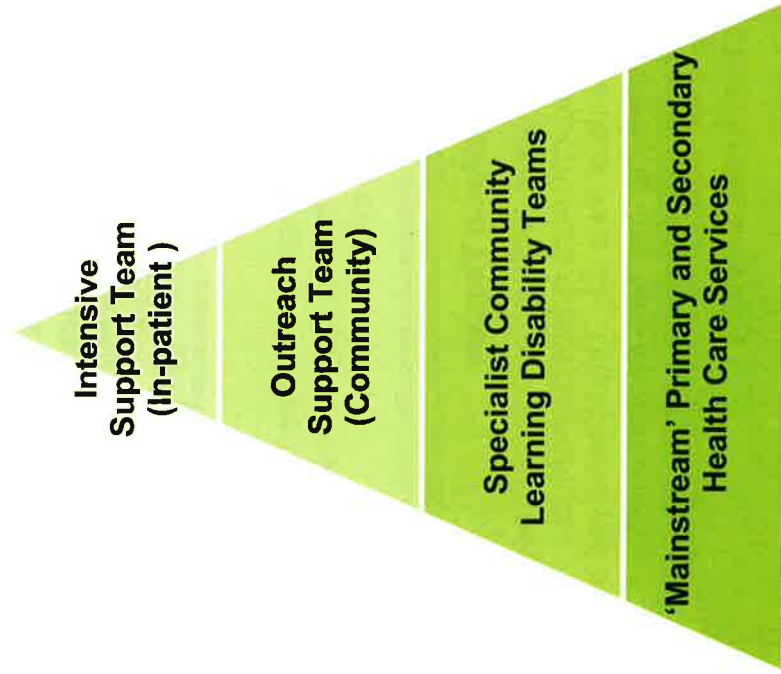 Intensive
Support Team
(In-patient )
Outreach
Support Team
(Community)
Specialist Community
Learning Disability Teams
'Mainstream' Primary and Secondary
Health Care Services